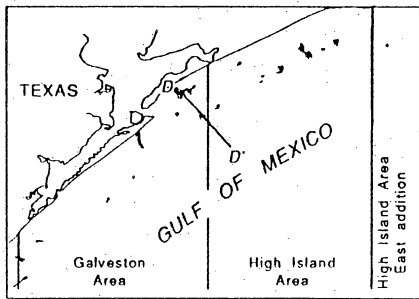 TEXAS
D
D'
GULF OF MEXICO
Galveston
Area
High Island
Area
High Island Area
East addition